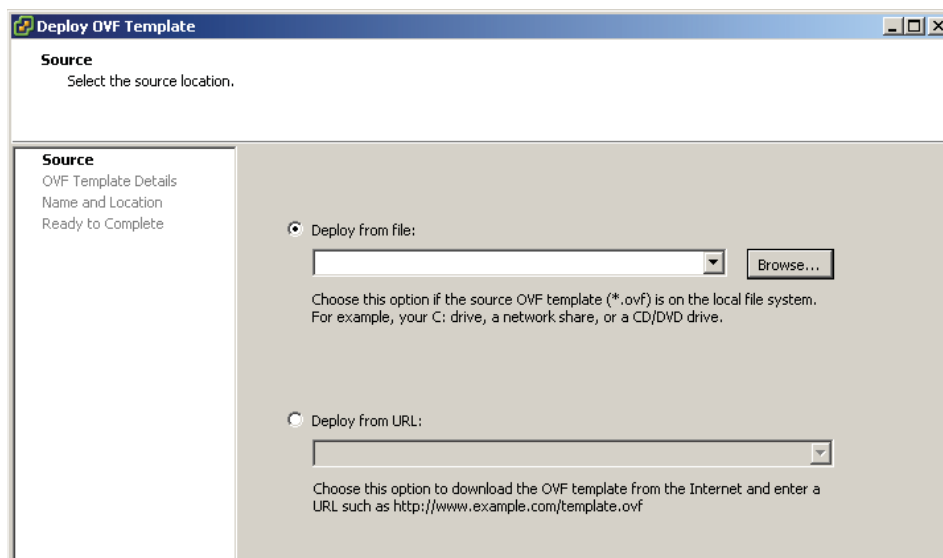 Deploy OVF Template
Source
Select the source location.
Source
OVF Template Details
Name and Location
Ready to Complete
Deploy from file:
Browse...
Choose this option if the source OVF template (*.ovf) is on the local file system.
For example, your C: drive, a network share, or a CD/DVD drive.
Deploy from URL:
Choose this option to download the OVF template from the Internet and enter a
URL such as http://www.example.com/template.ovf